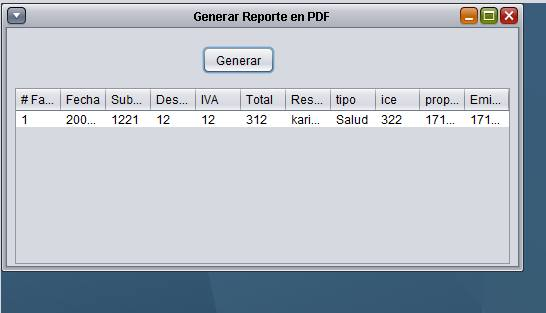 Generar Reporte en PDF
Generar
# Fa... Fecha Sub... Des... IVA Total Res... tipo ice prop... Emi...
1 200... 1221 12 12 312 kari... Salud 322 171... 171...